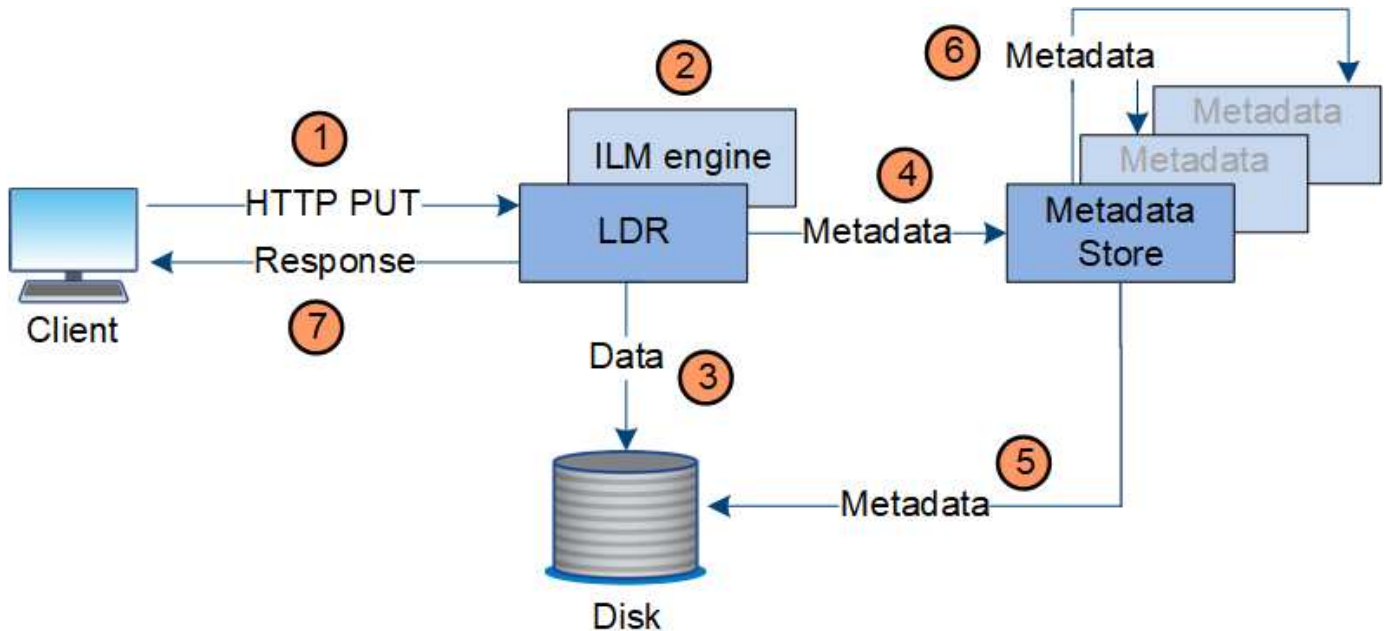 6
Metadata
2
Metadata
1
ILM engine
Metadata
4
HTTP PUT
LDR
Metadata
Metadata
Store
Response
Client
7
Data
3
5
Metadata
Disk